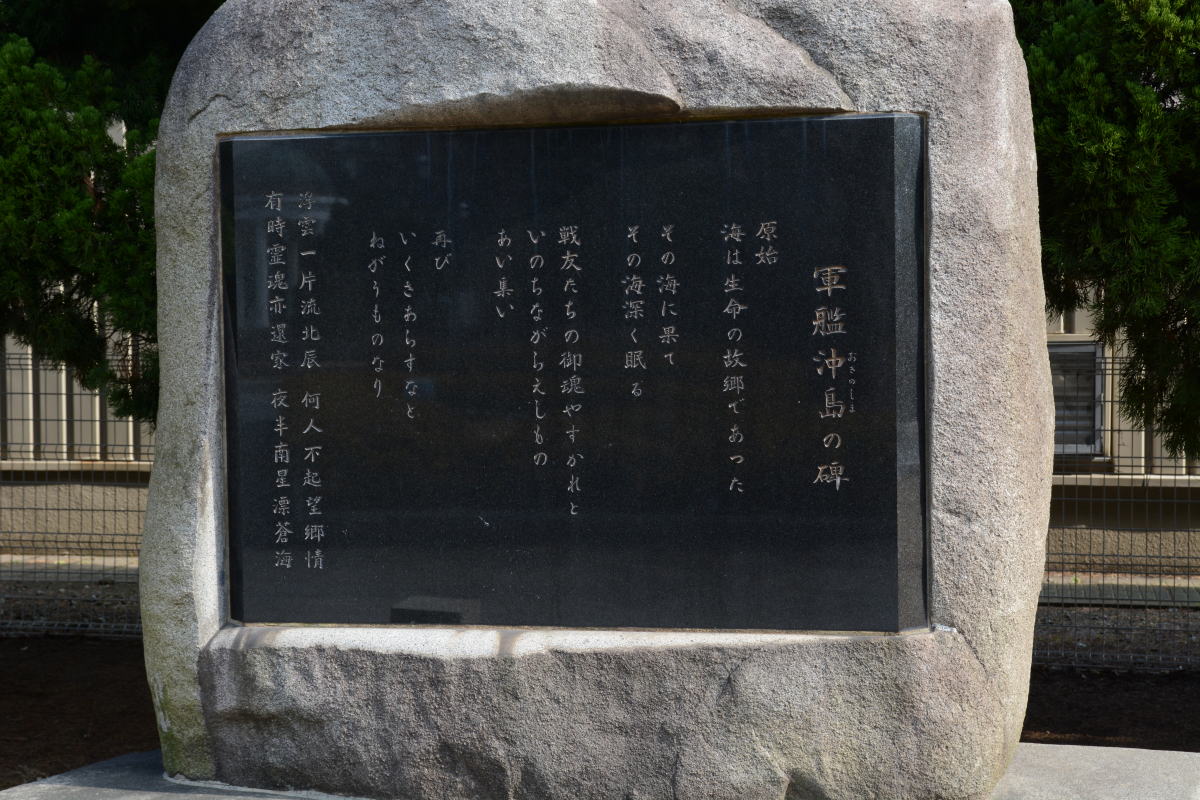 軍艦沖島の碑
おきのしま
原始
海は生命の故郷であった
その海に果て
その海深く眠る
戦友たちの御魂やすかれと
いのちながらえしもの
あい集い
再び
いくさあらすなと
ねがうものなり
浮雲一片流北辰 何人不起望郷情
有時霊魂亦還家 夜半南星漂蒼海